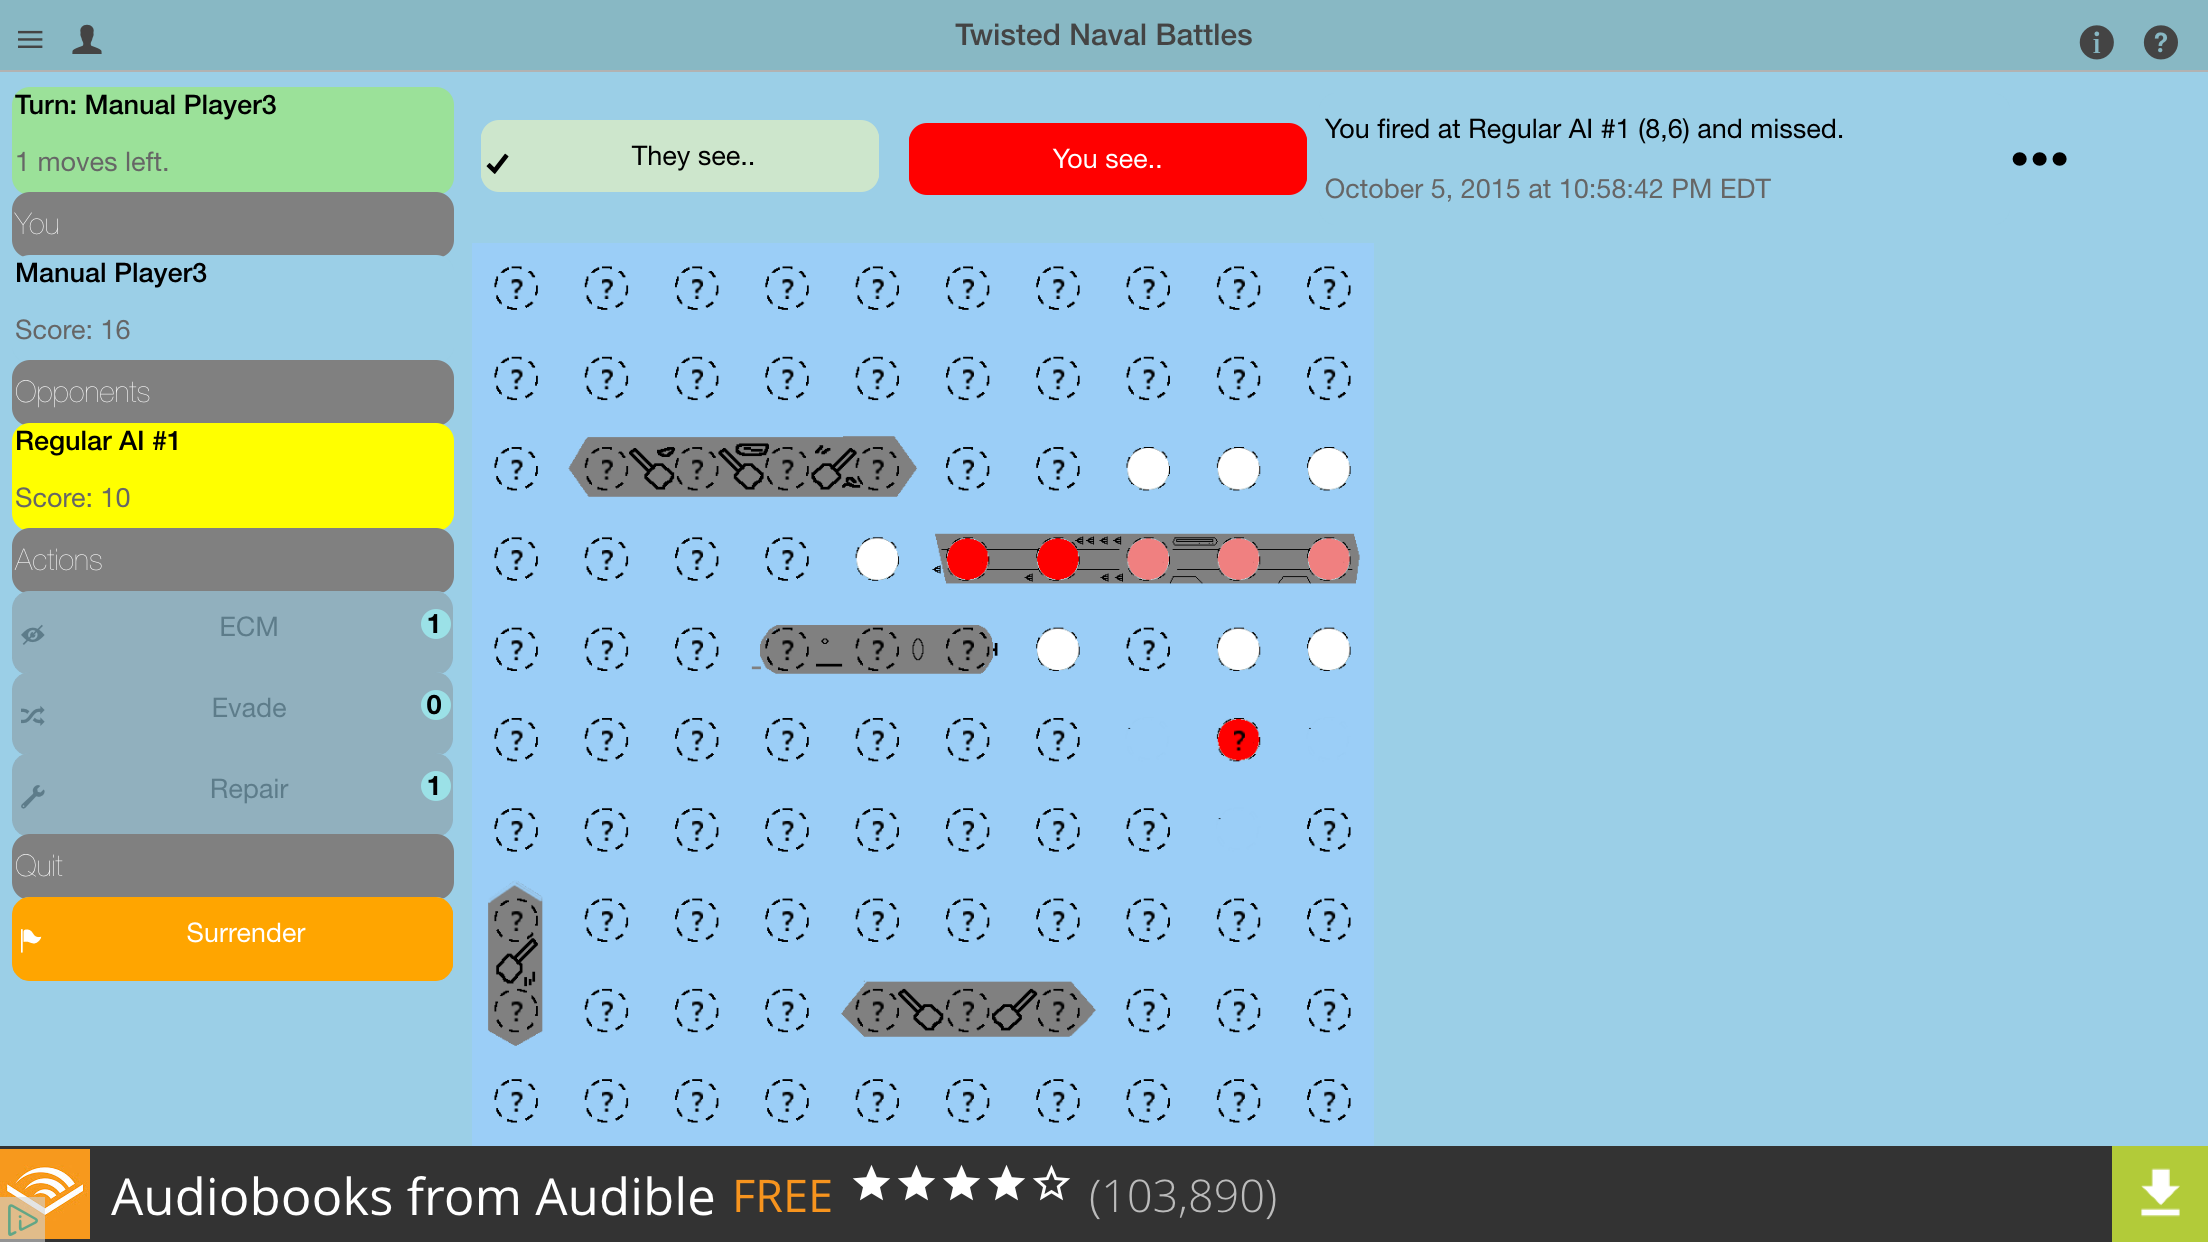 Twisted Naval Battles
Turn: Manual Player3
1 moves left.
You
Manual Player3
Score: 16
Opponents
Regular AI #1
Score: 10
Actions
ECM 1
Evade 0
Repair 1
Quit
Surrender
They see..
You see..
You fired at Regular AI #1 (8,6) and missed.
October 5, 2015 at 10:58:42 PM EDT
? ? ? ? ? ? ? ? ? ?
? ? ? ? ? ? ? ? ? ?
? ? ? ? ? ? ?
? ? ? ?
? ? ? ? ? ? ?
? ? ? ? ? ? ? ?
? ? ? ? ? ? ? ? ?
? ? ? ? ? ? ? ? ? ?
? ? ? ? ? ? ? ? ? ?
? ? ? ? ? ? ? ? ? ?
Audiobooks from Audible FREE (103,890)